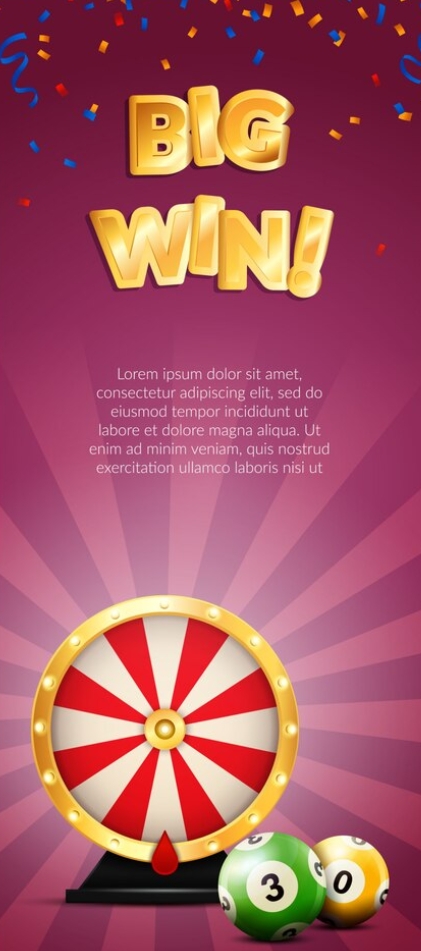 BIG
WIN!
Lorem ipsum dolor sit amet,
consectetur adipiscing elit, sed do
eiusmod tempor incididunt ut
labore et dolore magna aliqua. Ut
enim ad minim veniam, quis nostrud
exercitation ullamco laboris nisi ut
3
0